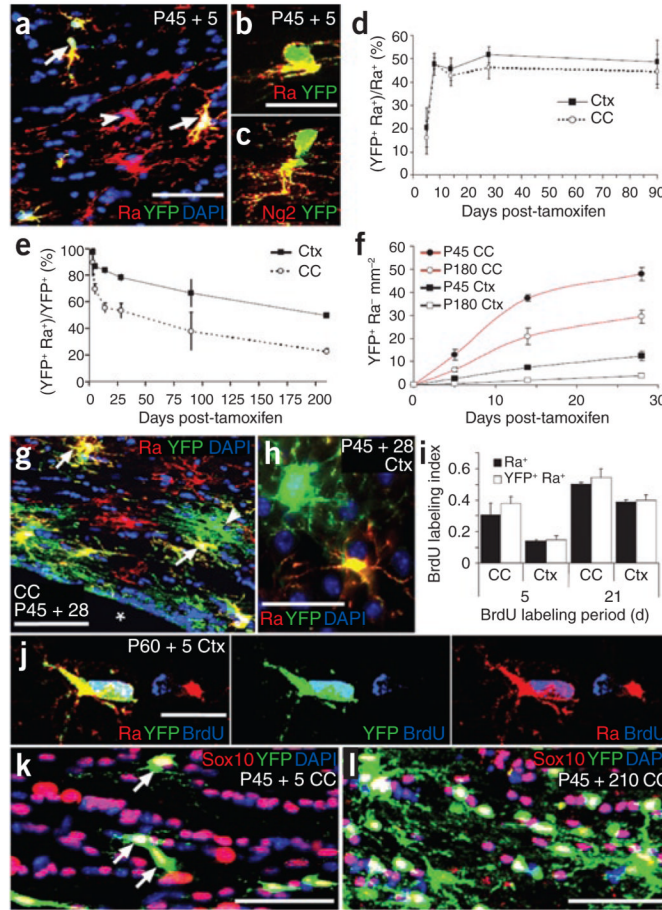 a
P45 + 5
Ra YFP DAPI
b
Ra YFP
c
Ng2 YFP
d
(YFP⁺ Ra⁺)/Ra⁺ (%)
70
60
50
40
30
20
10
0
Ctx
CC
0 10 20 30 40 50 60 70 80 90
Days post-tamoxifen
e
(YFP⁺ Ra⁺)/YFP⁺ (%)
100
80
60
40
20
0
Ctx
CC
0 25 50 75 100 125 150 175 200
Days post-tamoxifen
f
YFP⁺ Ra⁻ mm⁻²
60
50
40
30
20
10
0
P45 CC
P180 CC
P45 Ctx
P180 Ctx
0 10 20 30
Days post-tamoxifen
g
Ra YFP DAPI
CC
P45 + 28
*
h
P45 + 28
Ctx
Ra YFP DAPI
i
BrdU labeling index
0.6
0.4
0.2
0
Ra⁺
YFP⁺ Ra⁺
CC Ctx CC Ctx
5 21
BrdU labeling period (d)
j
P60 + 5 Ctx
Ra YFP BrdU
YFP BrdU
Ra BrdU
k
Sox10 YFP DAPI
P45 + 5 CC
l
Sox10 YFP DAPI
P45 + 210 CC